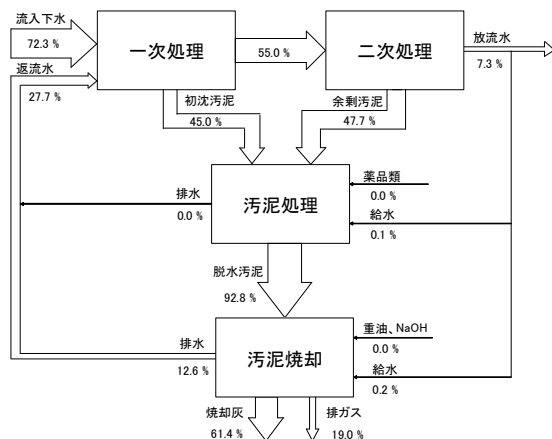 流入下水
72.3 %
返流水
27.7 %
一次処理
55.0 %
二次処理
放流水
7.3 %
初沈汚泥
45.0 %
余剰汚泥
47.7 %
汚泥処理
薬品類
0.0 %
給水
0.1 %
排水
0.0 %
脱水汚泥
92.8 %
汚泥焼却
重油、NaOH
0.0 %
給水
0.2 %
排水
12.6 %
焼却灰
61.4 %
排ガス
19.0 %